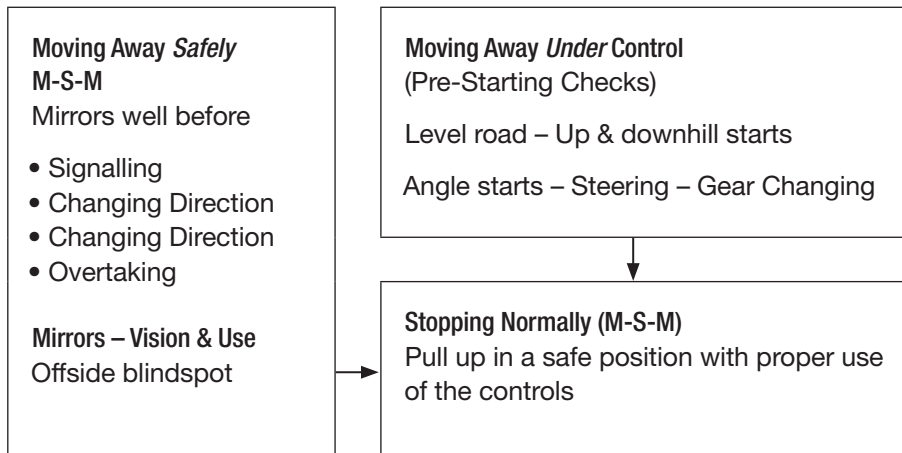 Moving Away Safely
M-S-M
Mirrors well before
• Signalling
• Changing Direction
• Changing Direction
• Overtaking
Mirrors – Vision & Use
Offside blindspot
Moving Away Under Control
(Pre-Starting Checks)
Level road – Up & downhill starts
Angle starts – Steering – Gear Changing
Stopping Normally (M-S-M)
Pull up in a safe position with proper use
of the controls